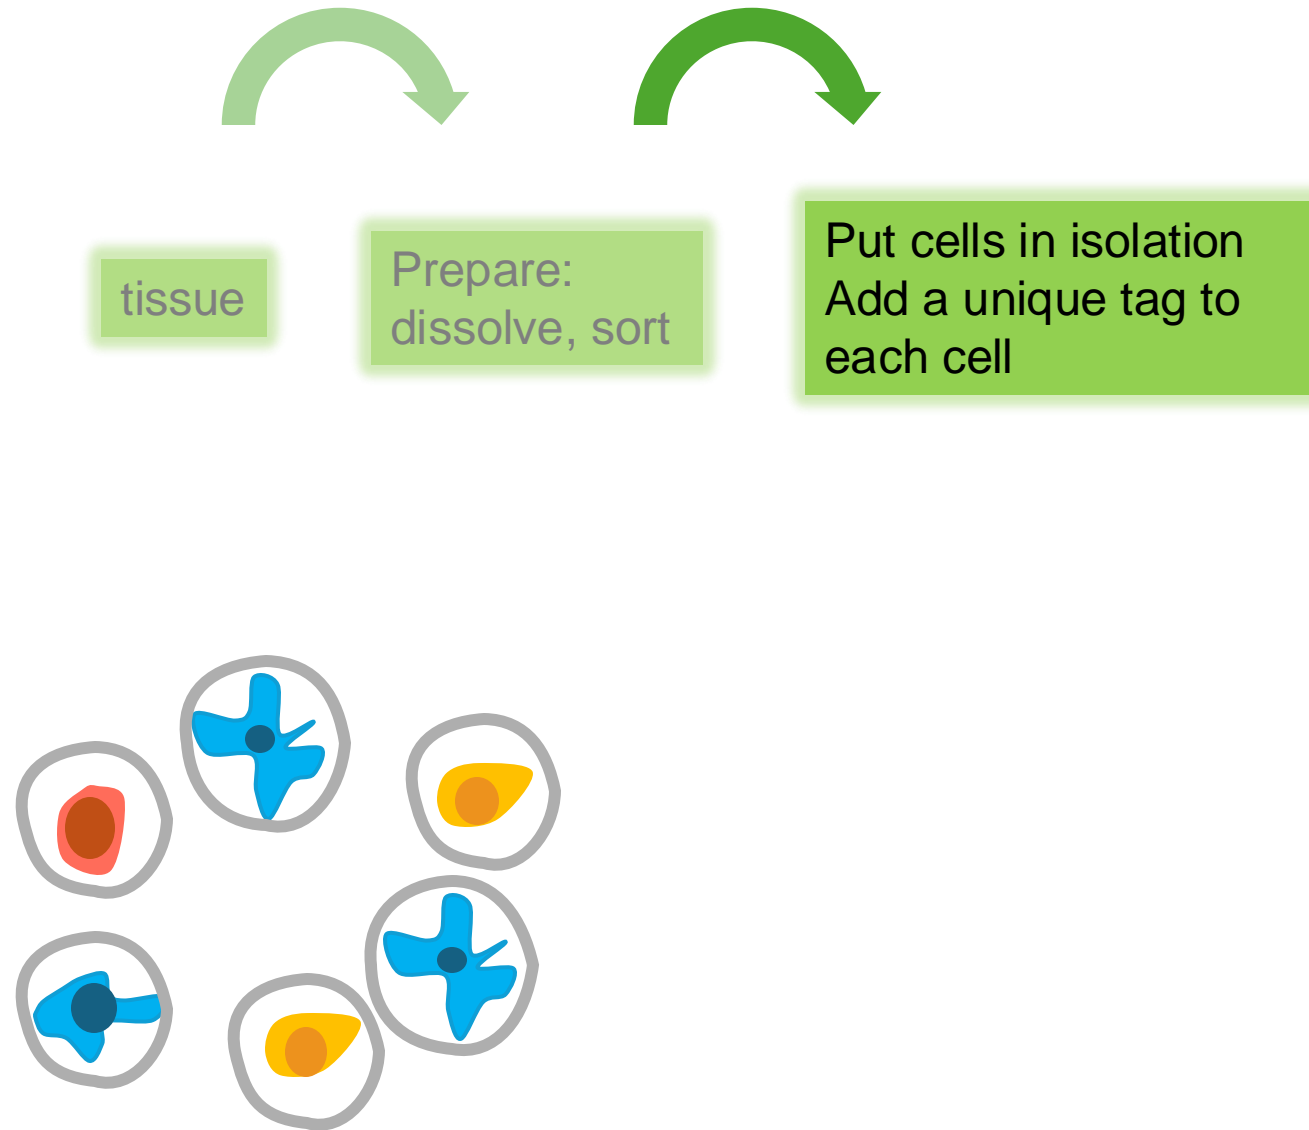 tissue
Prepare:
dissolve, sort
Put cells in isolation
Add a unique tag to
each cell